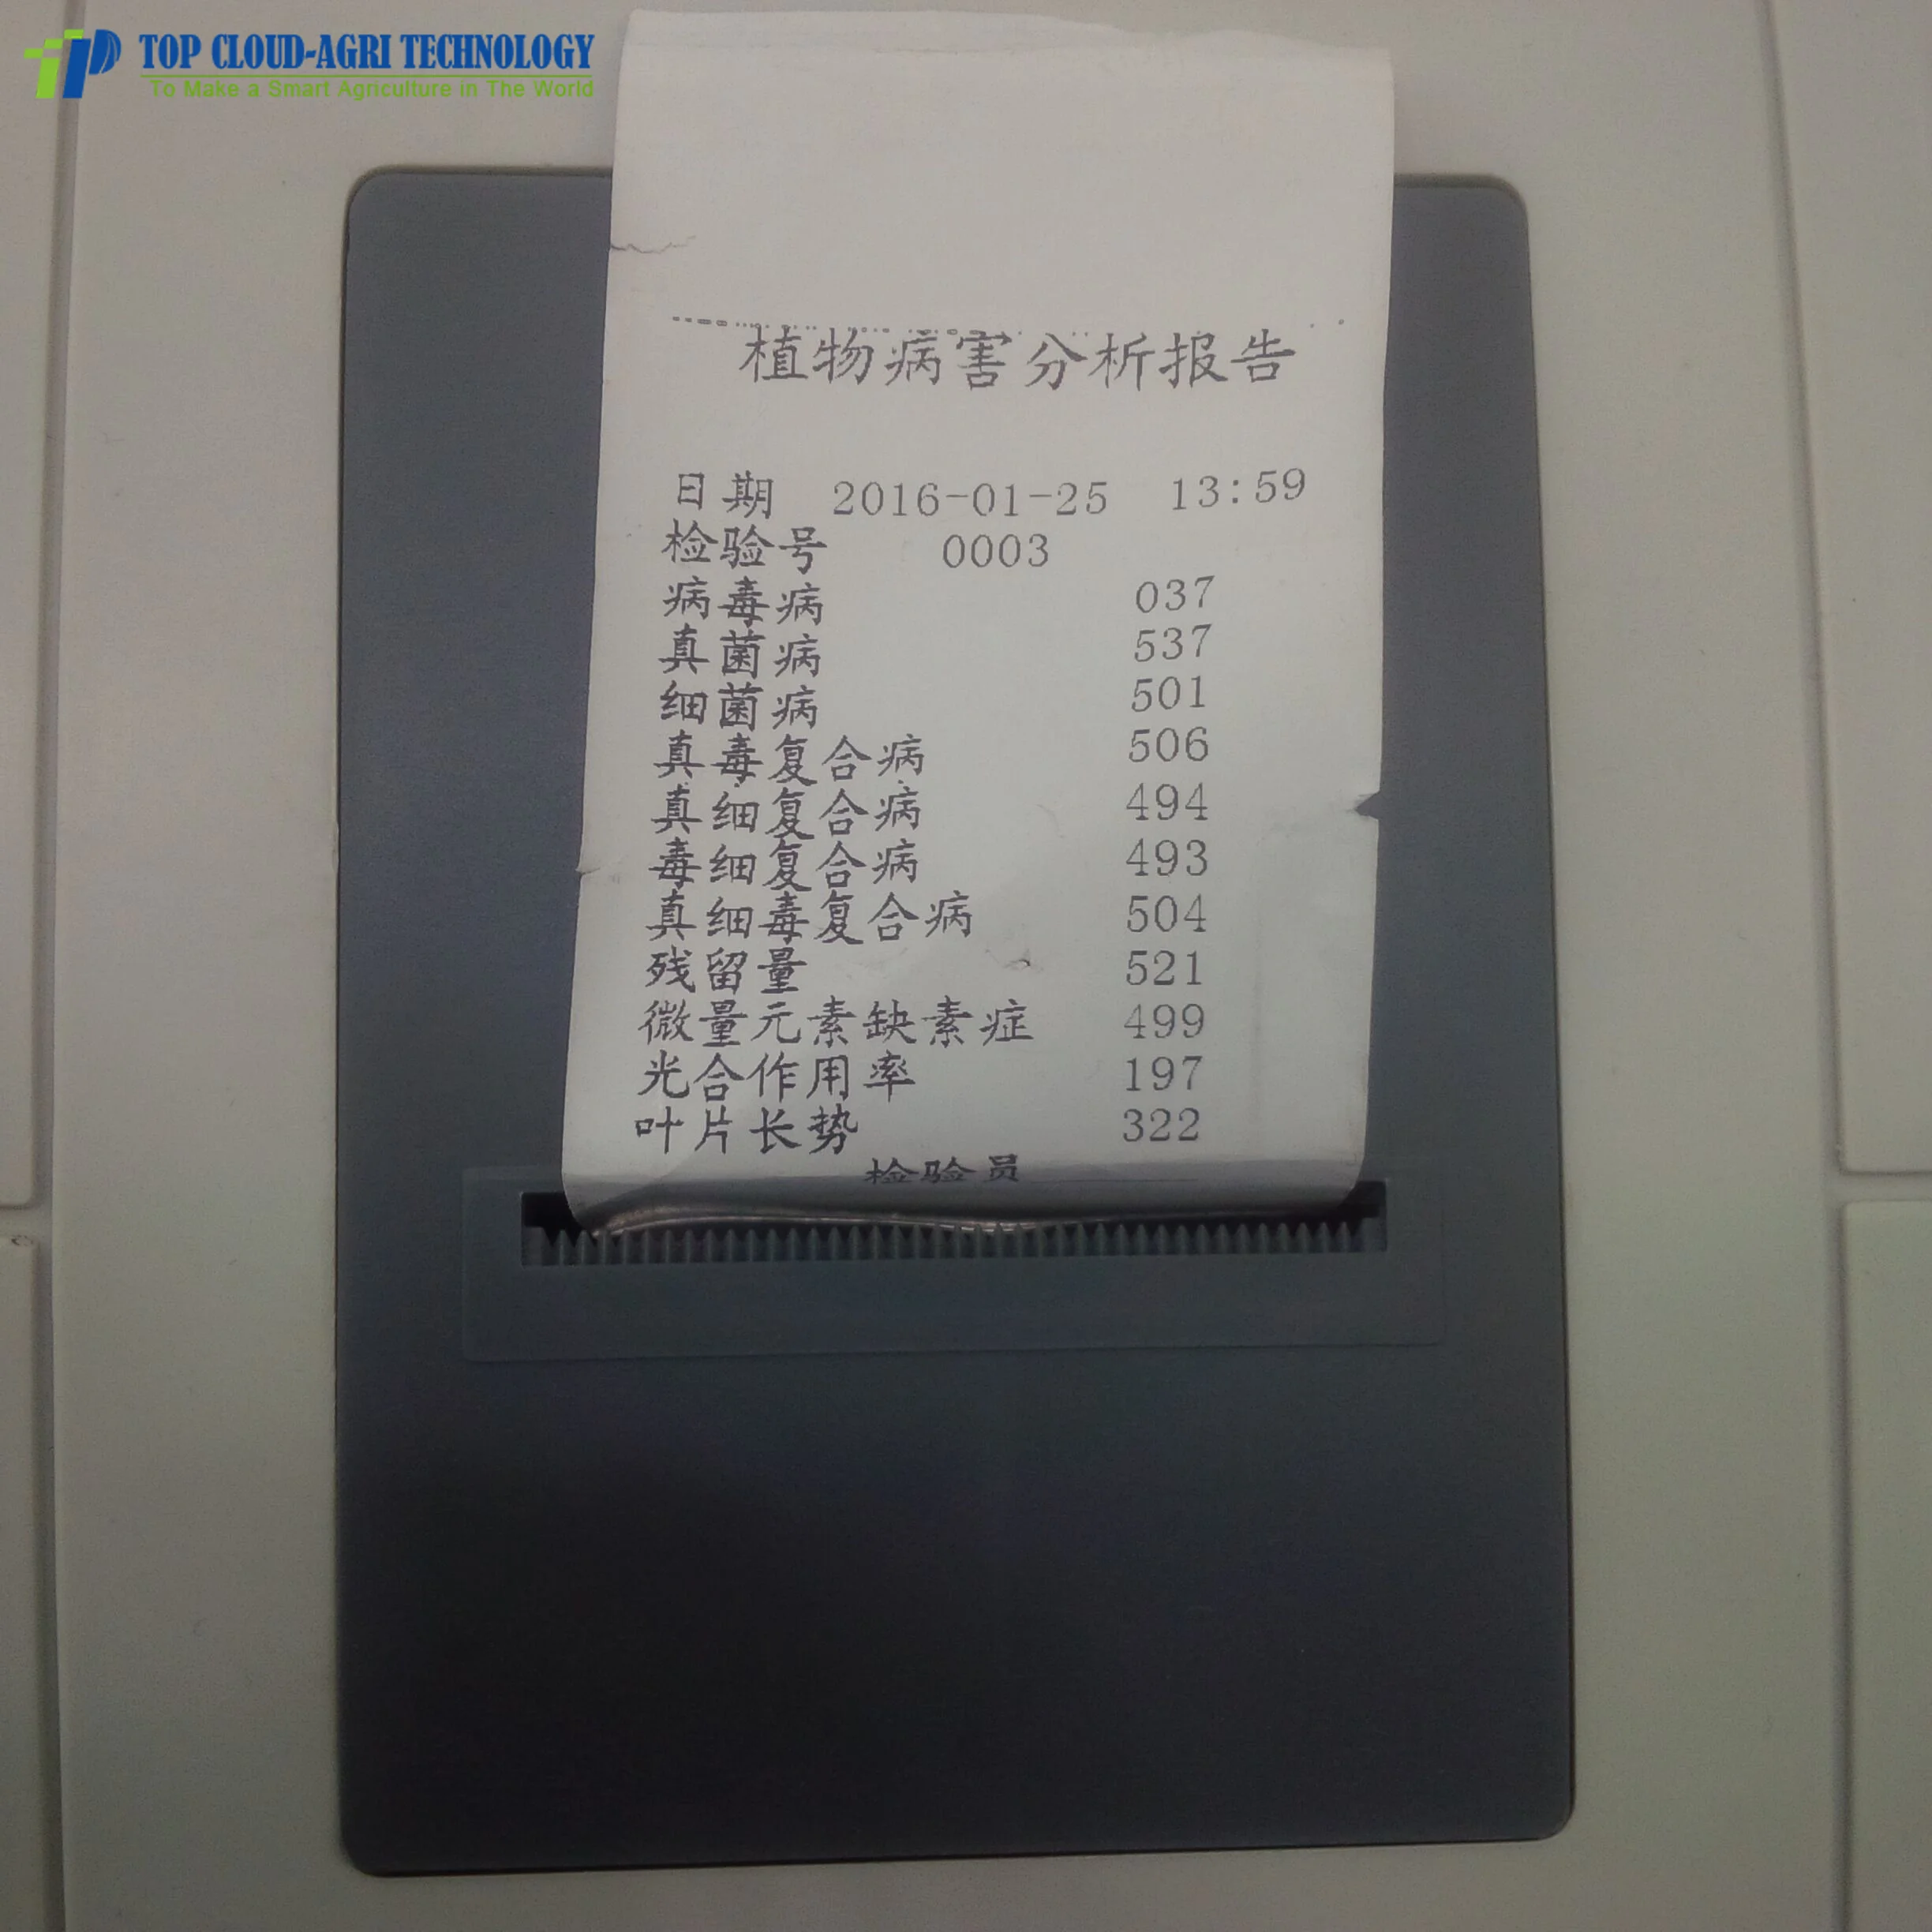 TOP CLOUD-AGRI TECHNOLOGY
To Make a Smart Agriculture in The World
植物病害分析报告
日期 2016-01-25 13:59
检验号 0003
病毒病 037
真菌病 537
细菌病 501
真毒复合病 506
真细复合病 494
毒细复合病 493
真细毒复合病 504
残留量 521
微量元素缺素症 499
光合作用率 197
叶片长势 322
检验员